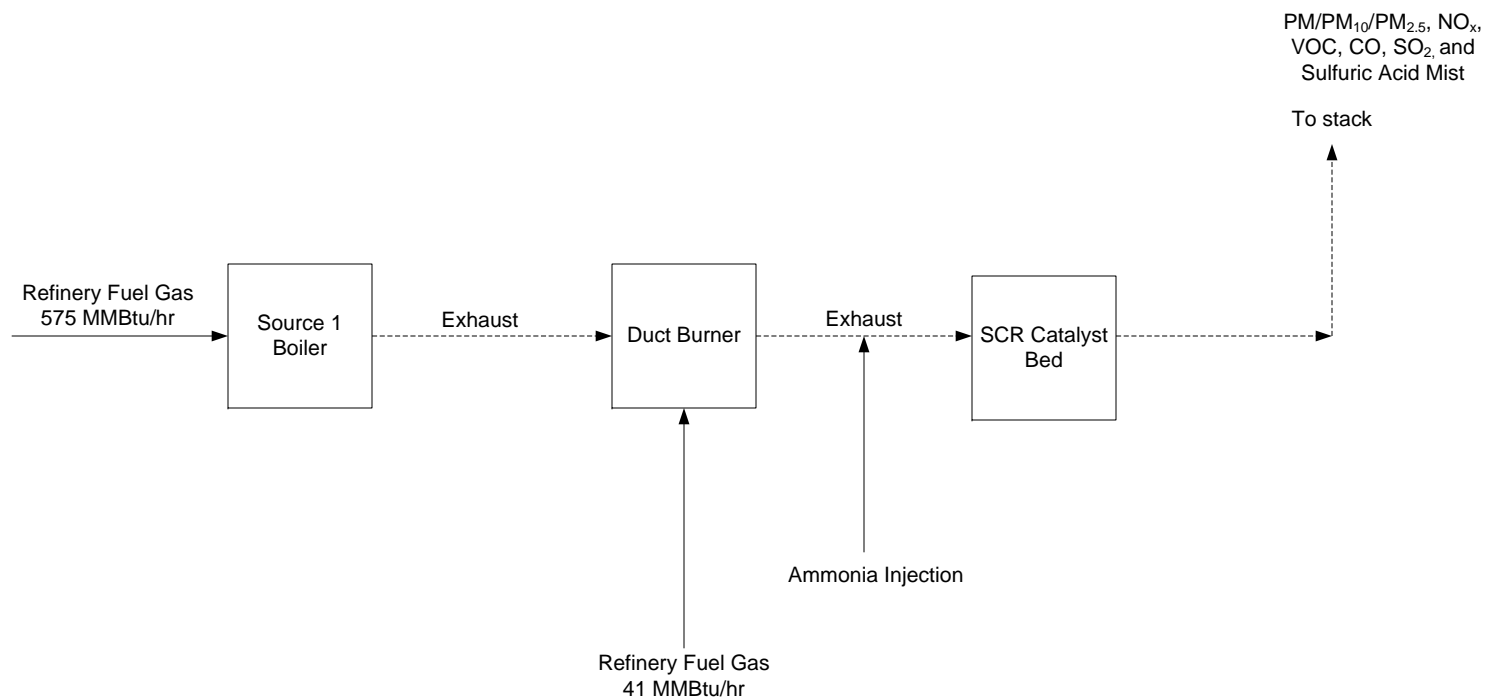 PM/PM₁₀/PM₂.₅, NOₓ,
VOC, CO, SO₂, and
Sulfuric Acid Mist
To stack
Refinery Fuel Gas
575 MMBtu/hr
Source 1
Boiler
Exhaust
Duct Burner
Exhaust
SCR Catalyst
Bed
Ammonia Injection
Refinery Fuel Gas
41 MMBtu/hr